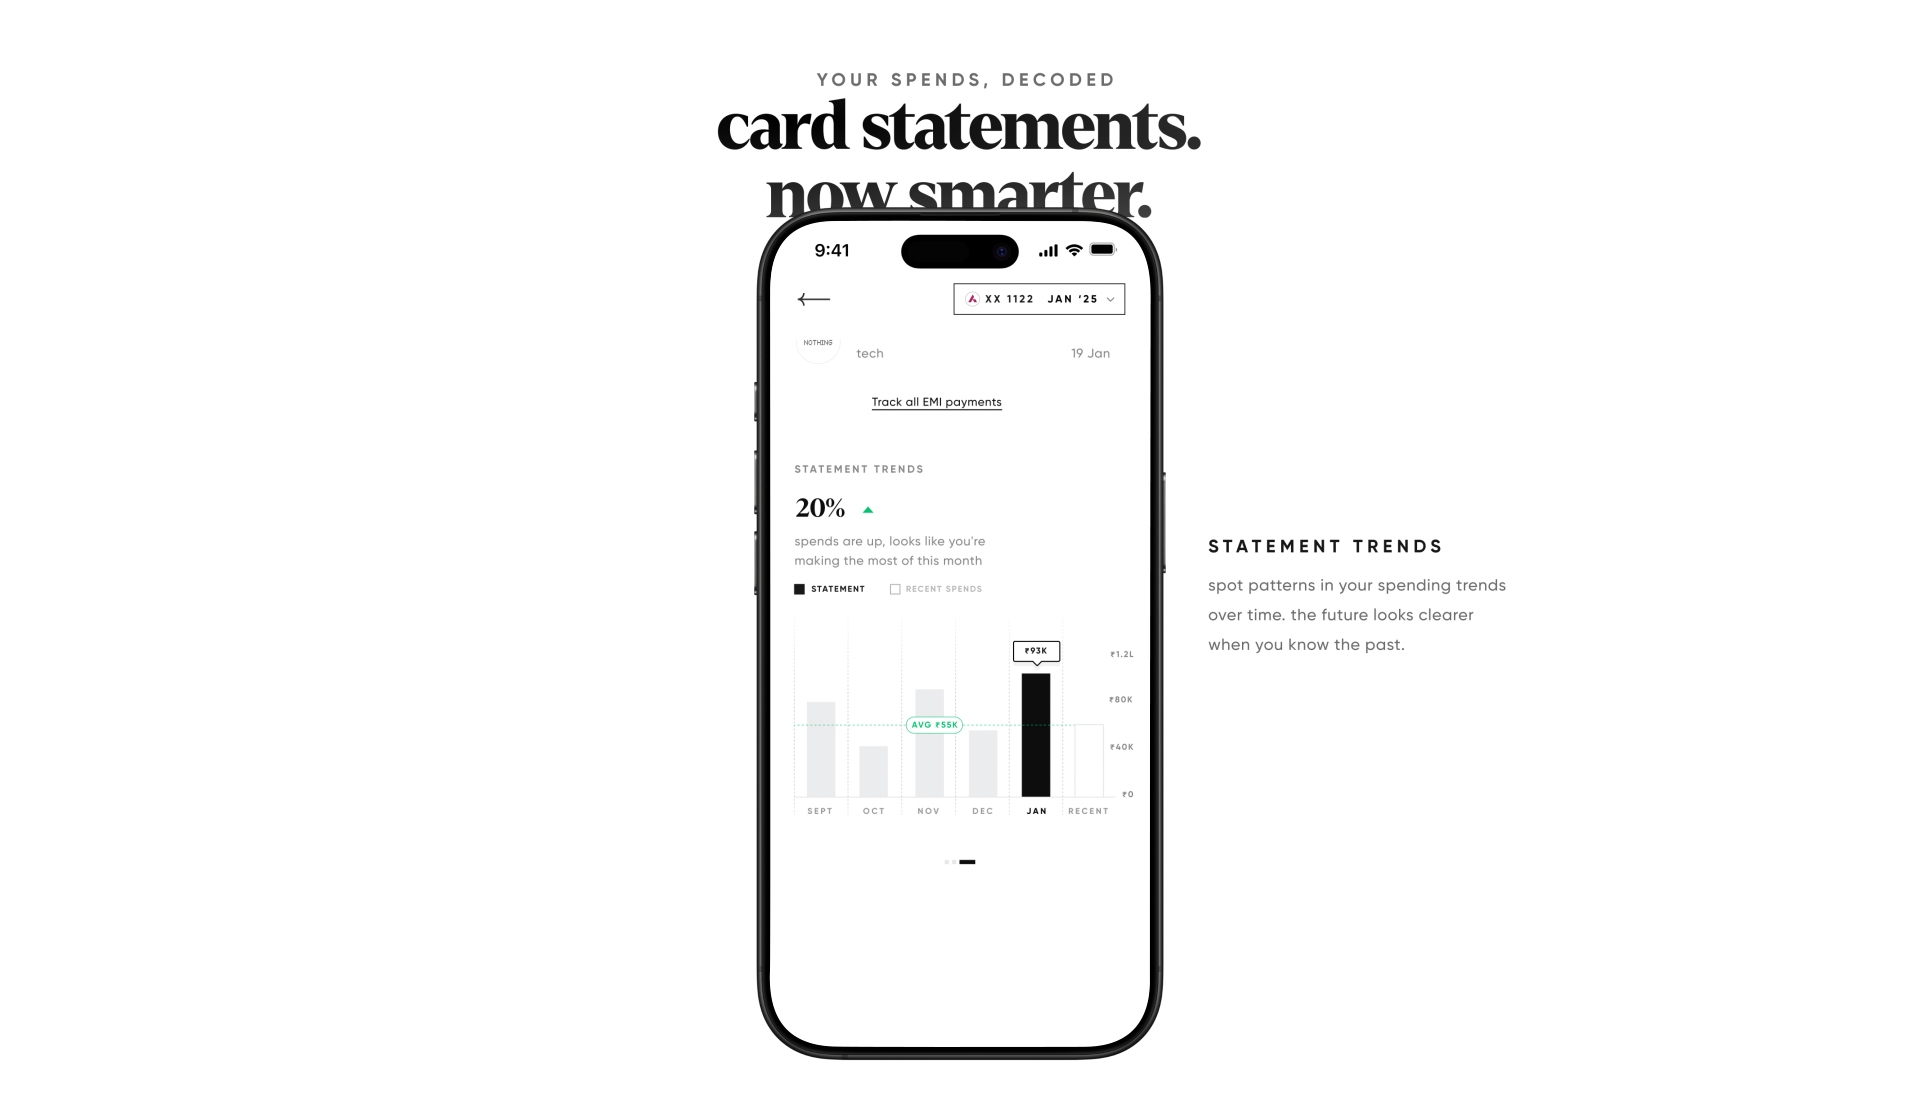 YOUR SPENDS, DECODED
card statements.
now smarter.
9:41
XX 1122 JAN ‘25
NOTHING
tech 19 Jan
Track all EMI payments
STATEMENT TRENDS
20%
spends are up, looks like you're
making the most of this month
STATEMENT RECENT SPENDS
₹93K
₹1.2L
₹80K
AVG ₹55K
₹40K
₹0
SEPT OCT NOV DEC JAN RECENT
STATEMENT TRENDS
spot patterns in your spending trends
over time. the future looks clearer
when you know the past.